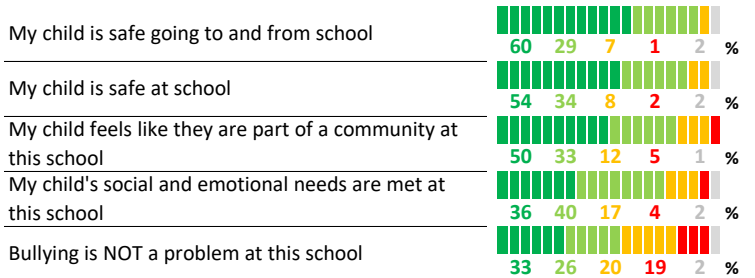 My child is safe going to and from school
60 29 7 1 2 %
My child is safe at school
54 34 8 2 2 %
My child feels like they are part of a community at
this school
50 33 12 5 1 %
My child's social and emotional needs are met at
this school
36 40 17 4 2 %
Bullying is NOT a problem at this school
33 26 20 19 2 %